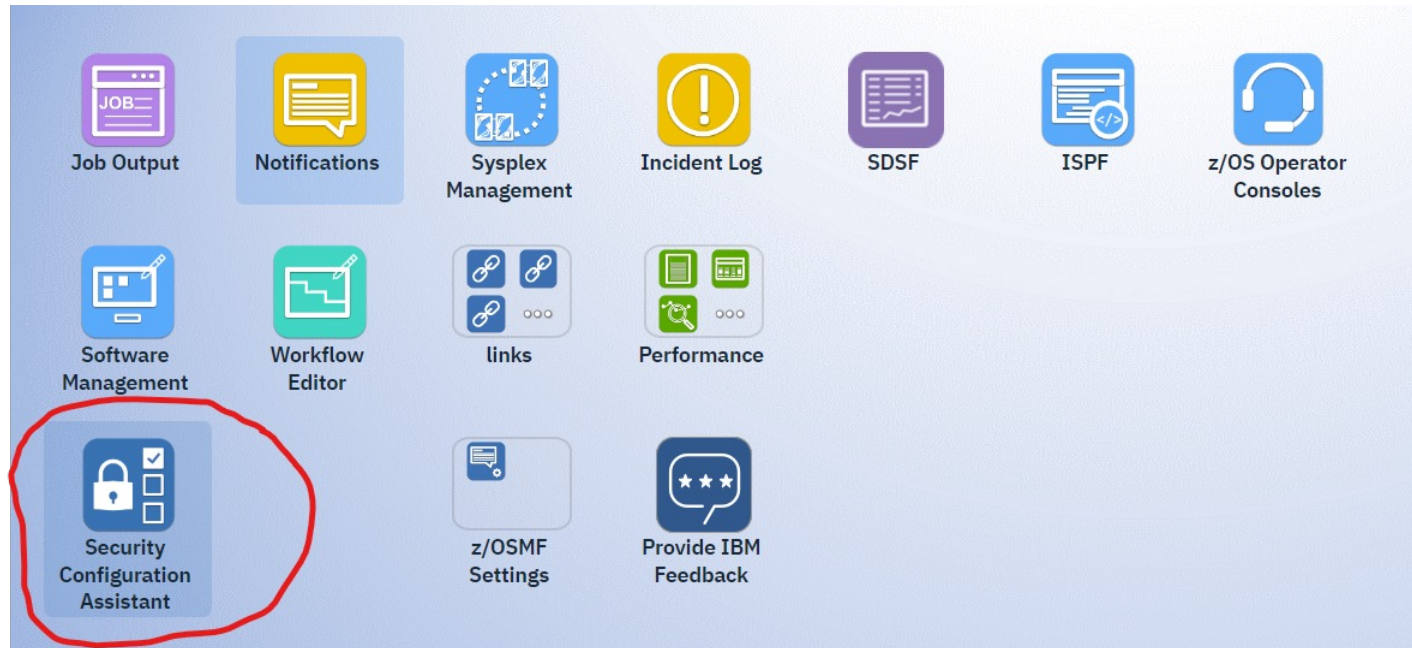 JOB
Job Output
Notifications
Sysplex
Management
Incident Log
SDSF
ISPF
z/OS Operator
Consoles
</>
Software
Management
Workflow
Editor
links
Performance
Security
Configuration
Assistant
z/OSMF
Settings
Provide IBM
Feedback